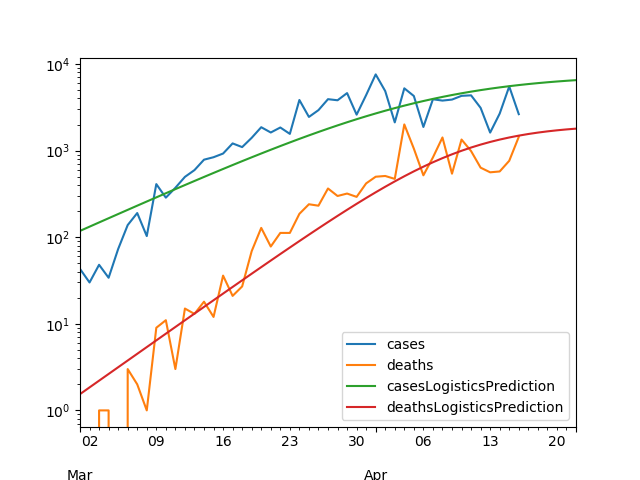 10⁴
10³
10²
10¹
10⁰
cases
deaths
casesLogisticsPrediction
deathsLogisticsPrediction
02 09 16 23 30 06 13 20
Mar Apr